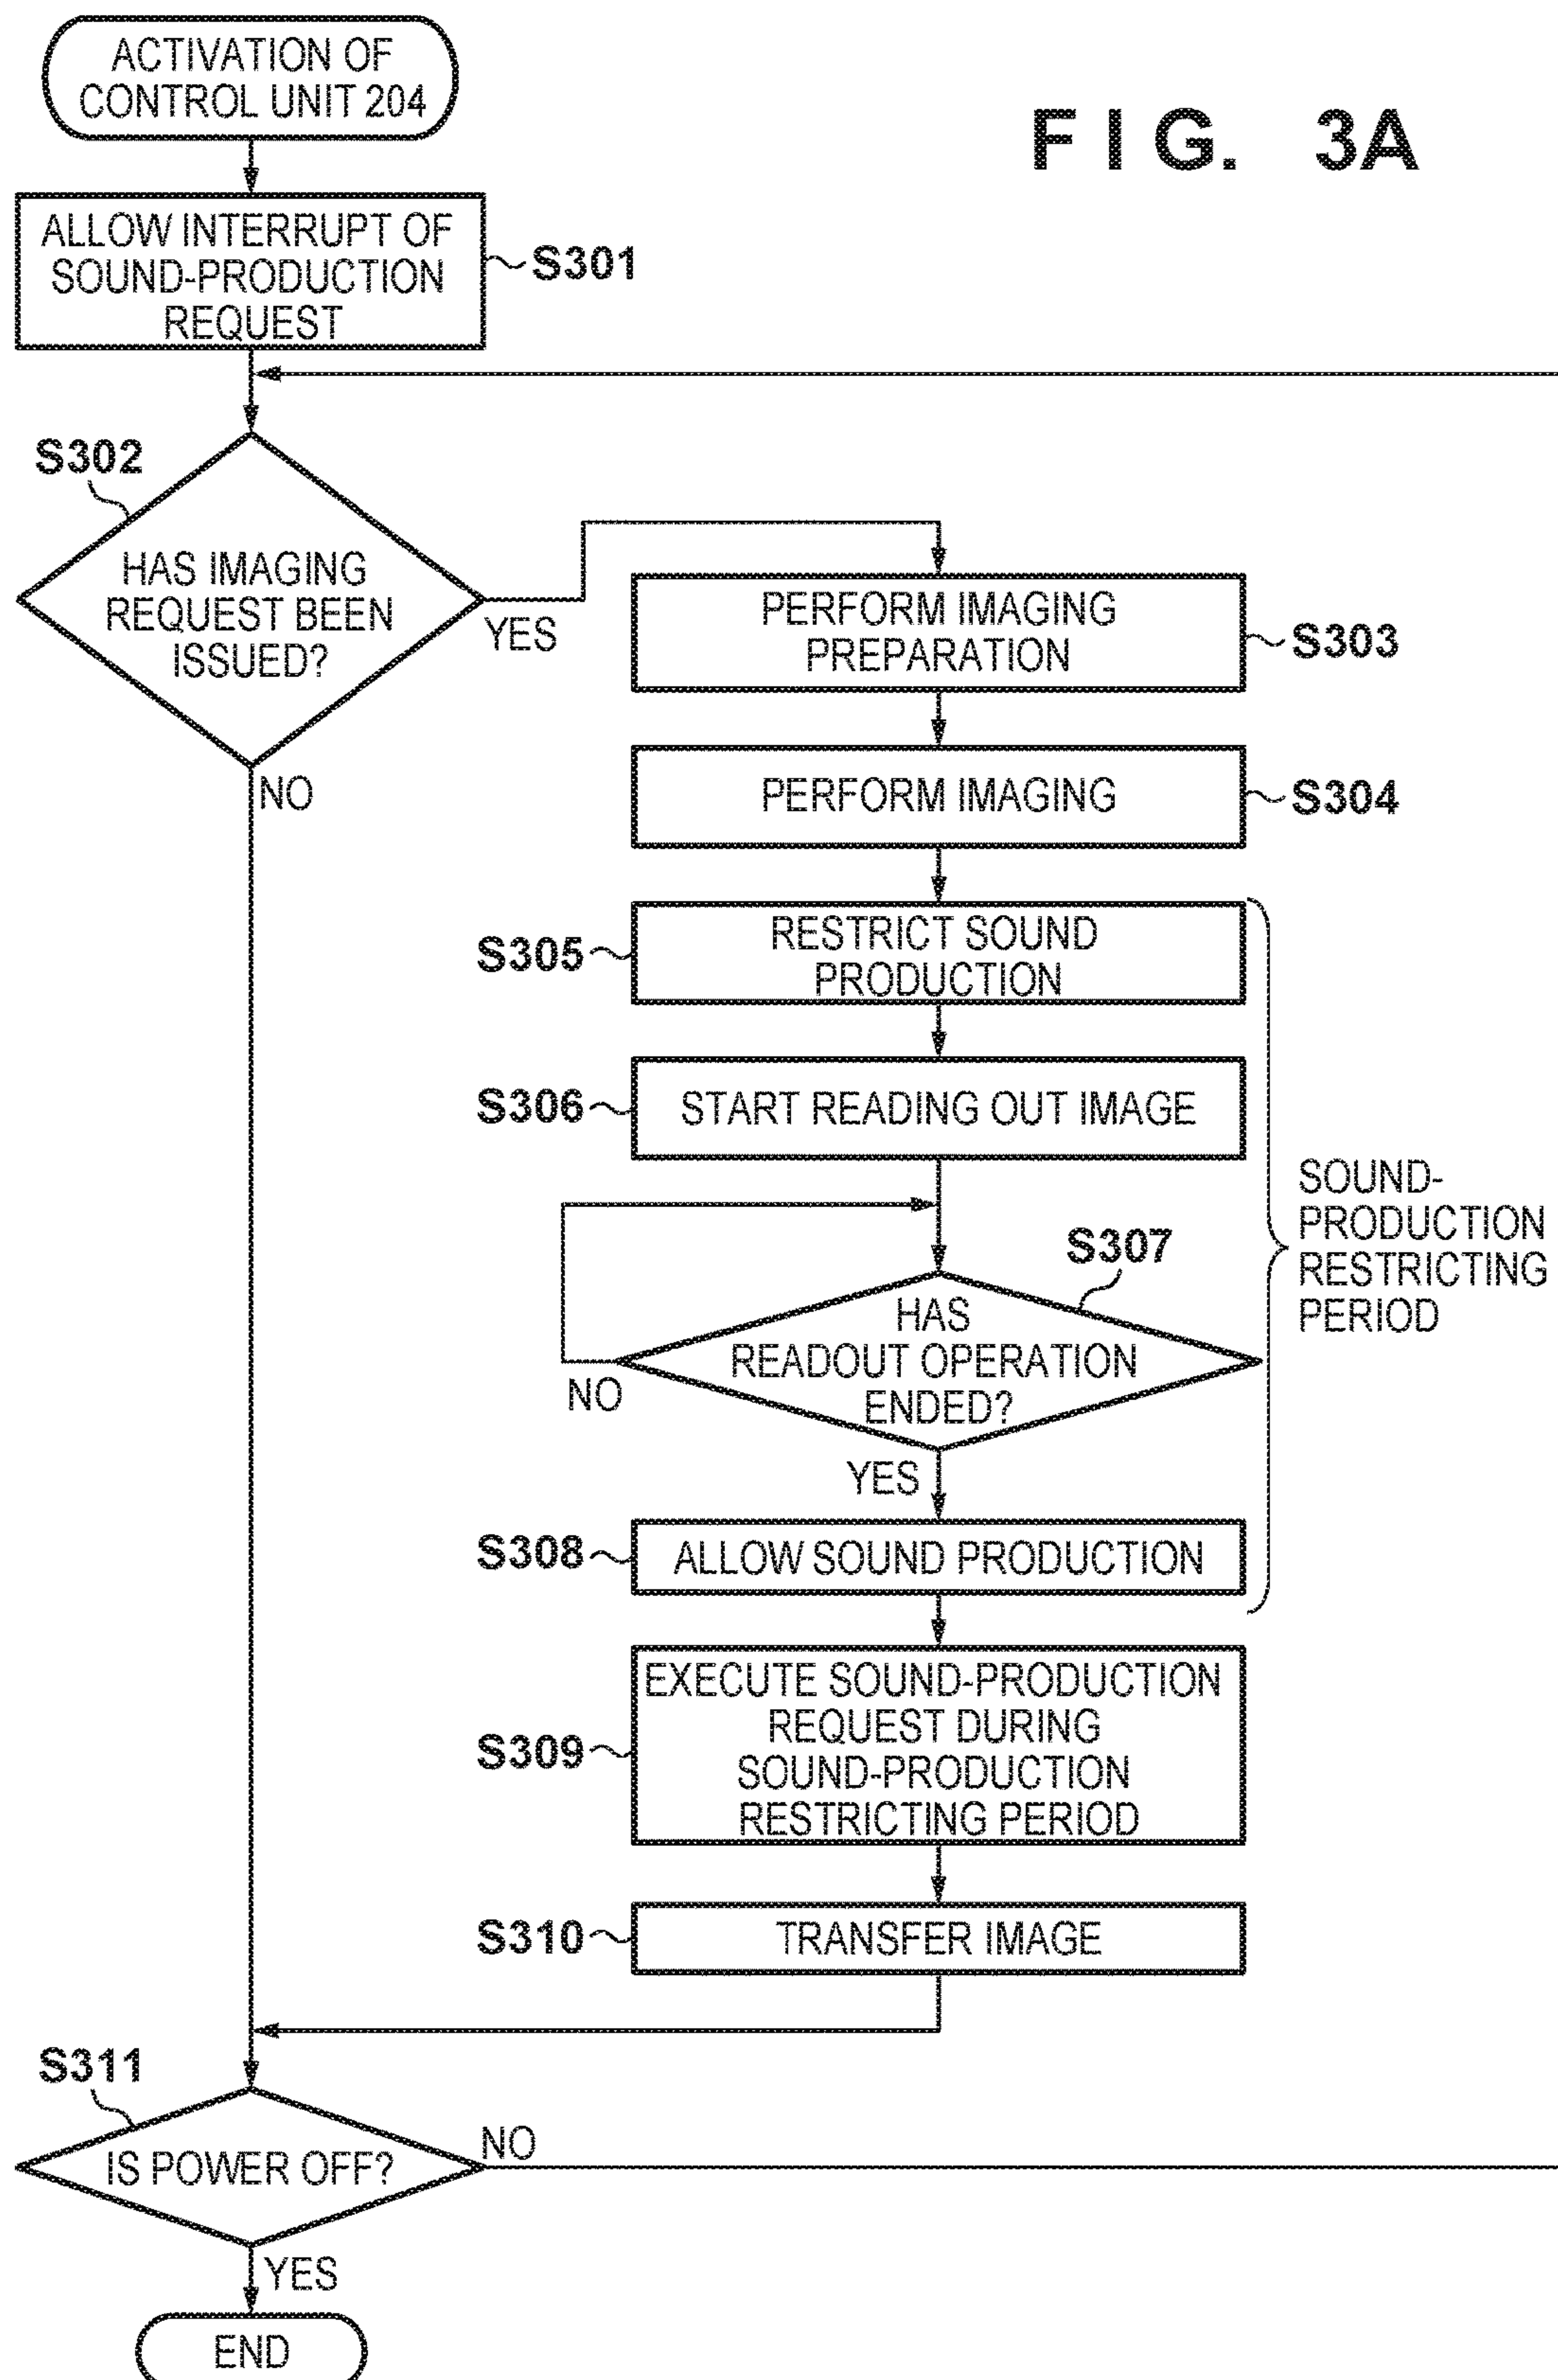 ACTIVATION OF
CONTROL UNIT 204
FIG. 3A
ALLOW INTERRUPT OF
SOUND-PRODUCTION
REQUEST
S301
S302
HAS IMAGING
REQUEST BEEN
ISSUED?
YES
NO
PERFORM IMAGING
PREPARATION
S303
PERFORM IMAGING
S304
S305
RESTRICT SOUND
PRODUCTION
S306
START READING OUT IMAGE
SOUND-
PRODUCTION
RESTRICTING
PERIOD
S307
HAS
READOUT OPERATION
ENDED?
NO
YES
S308
ALLOW SOUND PRODUCTION
S309
EXECUTE SOUND-PRODUCTION
REQUEST DURING
SOUND-PRODUCTION
RESTRICTING PERIOD
S310
TRANSFER IMAGE
S311
IS POWER OFF?
NO
YES
END